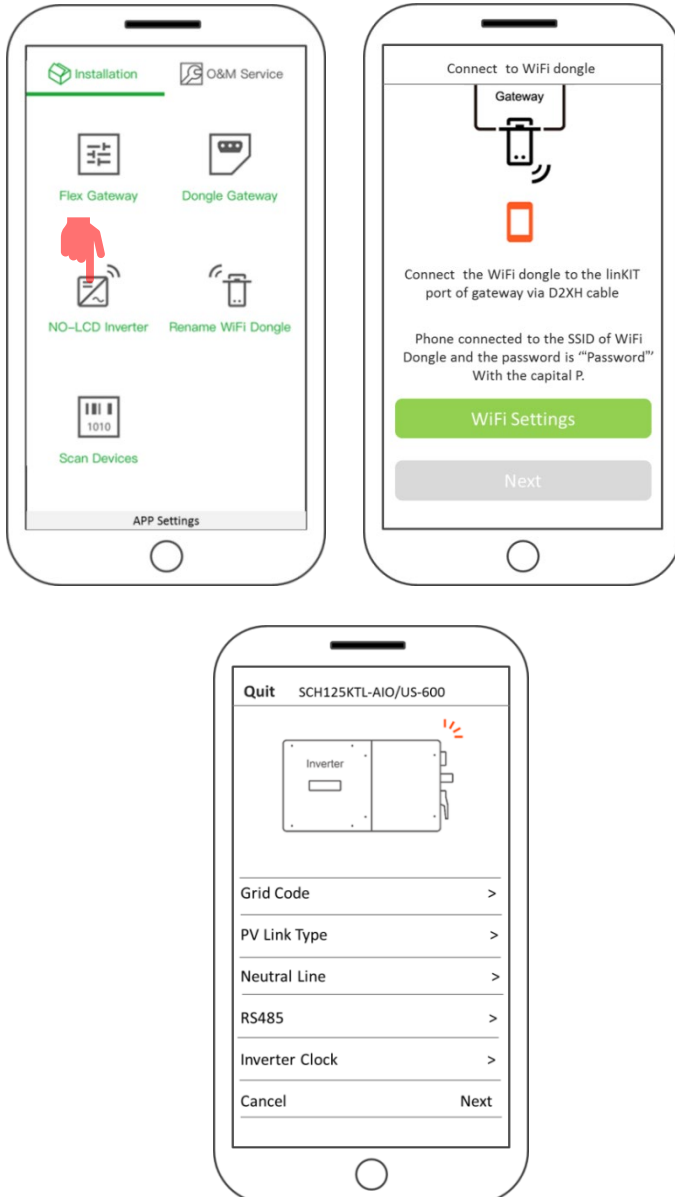 Installation
O&M Service
Flex Gateway
Dongle Gateway
NO-LCD Inverter
Rename WiFi Dongle
1010
Scan Devices
APP Settings
Connect to WiFi dongle
Gateway
Connect the WiFi dongle to the linKIT
port of gateway via D2XH cable
Phone connected to the SSID of WiFi
Dongle and the password is “‘Password”’
With the capital P.
WiFi Settings
Next
Quit SCH125KTL-AIO/US-600
Inverter
Grid Code >
PV Link Type >
Neutral Line >
RS485 >
Inverter Clock >
Cancel Next